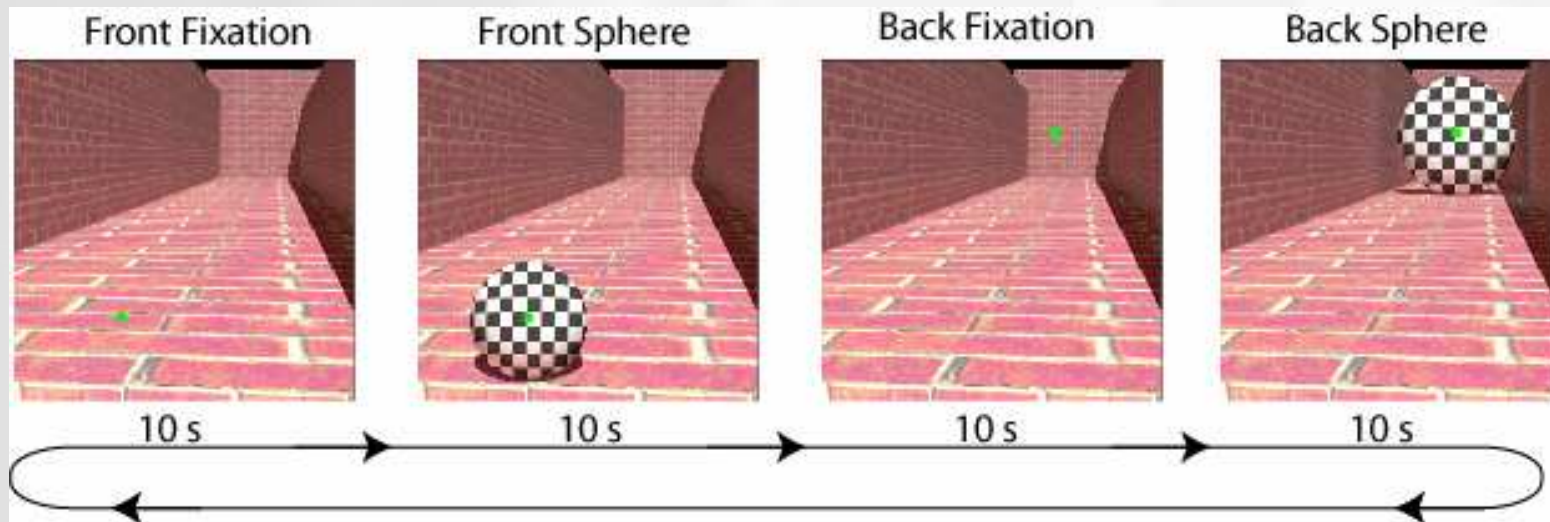 Front Fixation
Front Sphere
Back Fixation
Back Sphere
10 s
10 s
10 s
10 s